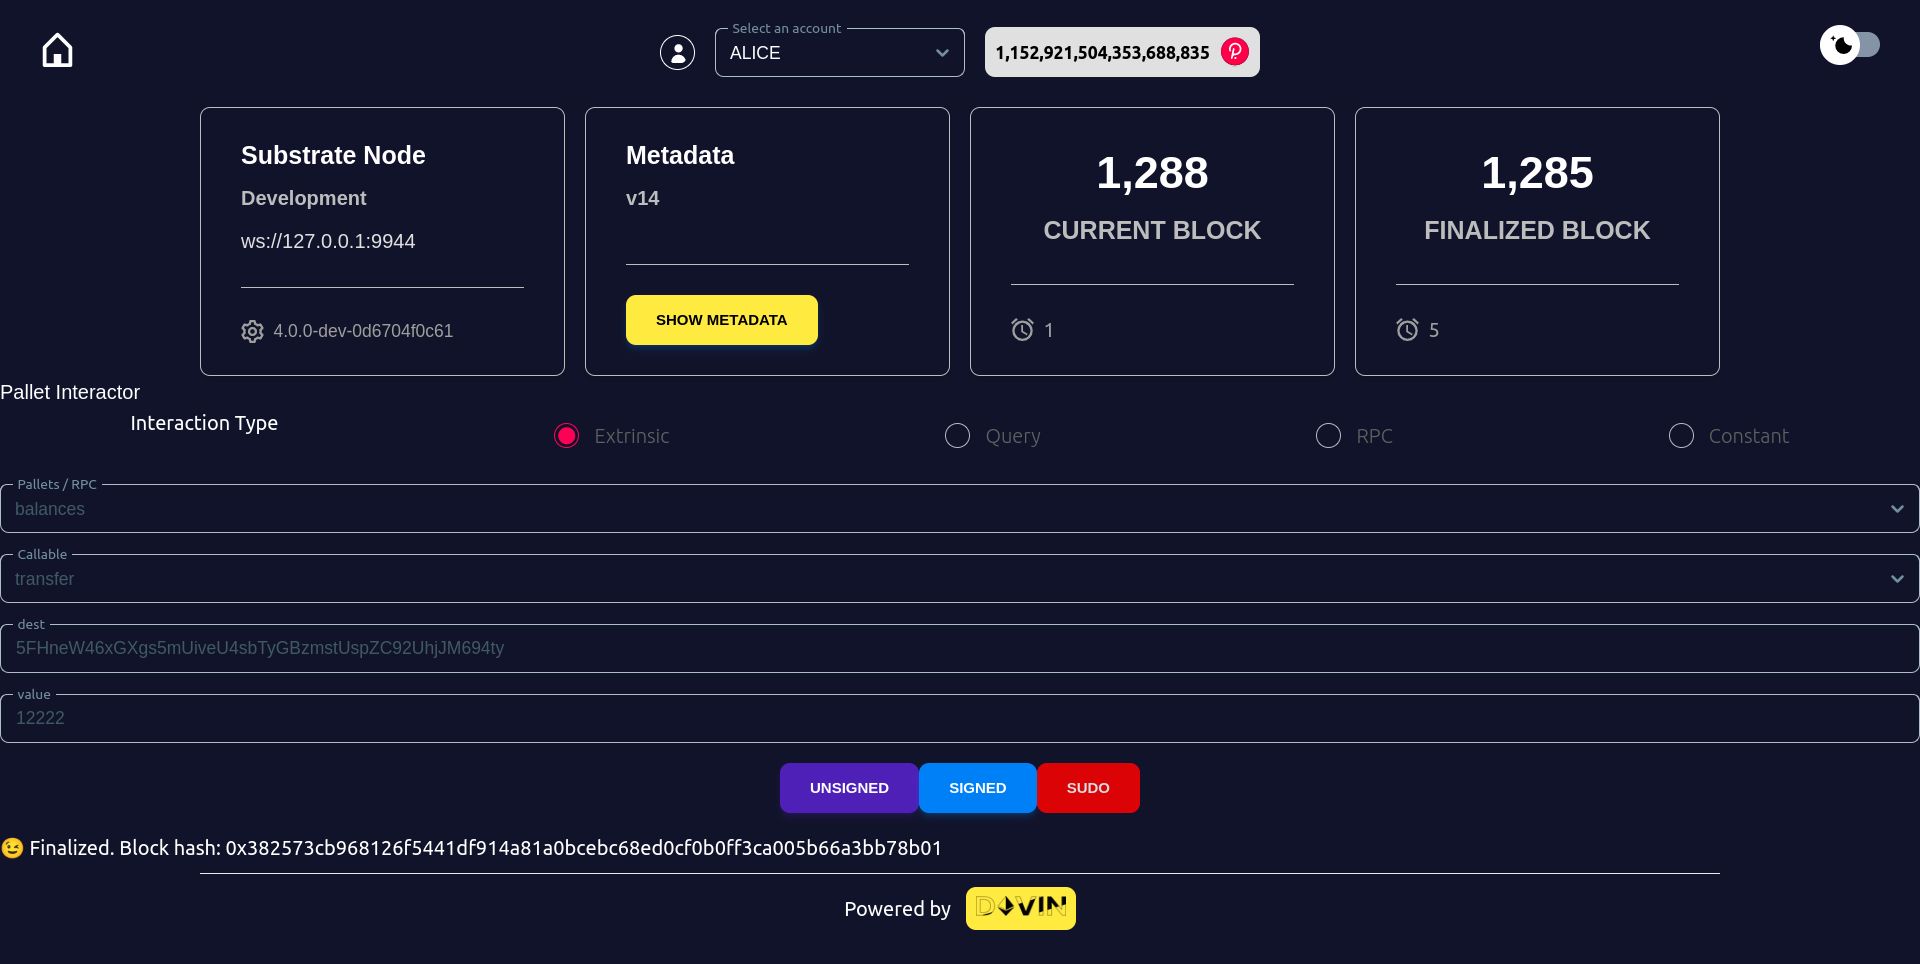 Select an account
ALICE
1,152,921,504,353,688,835
Substrate Node
Development
ws://127.0.0.1:9944
4.0.0-dev-0d6704f0c61
Metadata
v14
SHOW METADATA
1,288
CURRENT BLOCK
1
1,285
FINALIZED BLOCK
5
Pallet Interactor
Interaction Type
Extrinsic
Query
RPC
Constant
Pallets / RPC
balances
Callable
transfer
dest
5FHneW46xGXgs5mUiveU4sbTyGBzmstUspZC92UhjJM694ty
value
12222
UNSIGNED
SIGNED
SUDO
😉 Finalized. Block hash: 0x382573cb968126f5441df914a81a0bcebc68ed0cf0b0ff3ca005b66a3bb78b01
Powered by
D4VIN